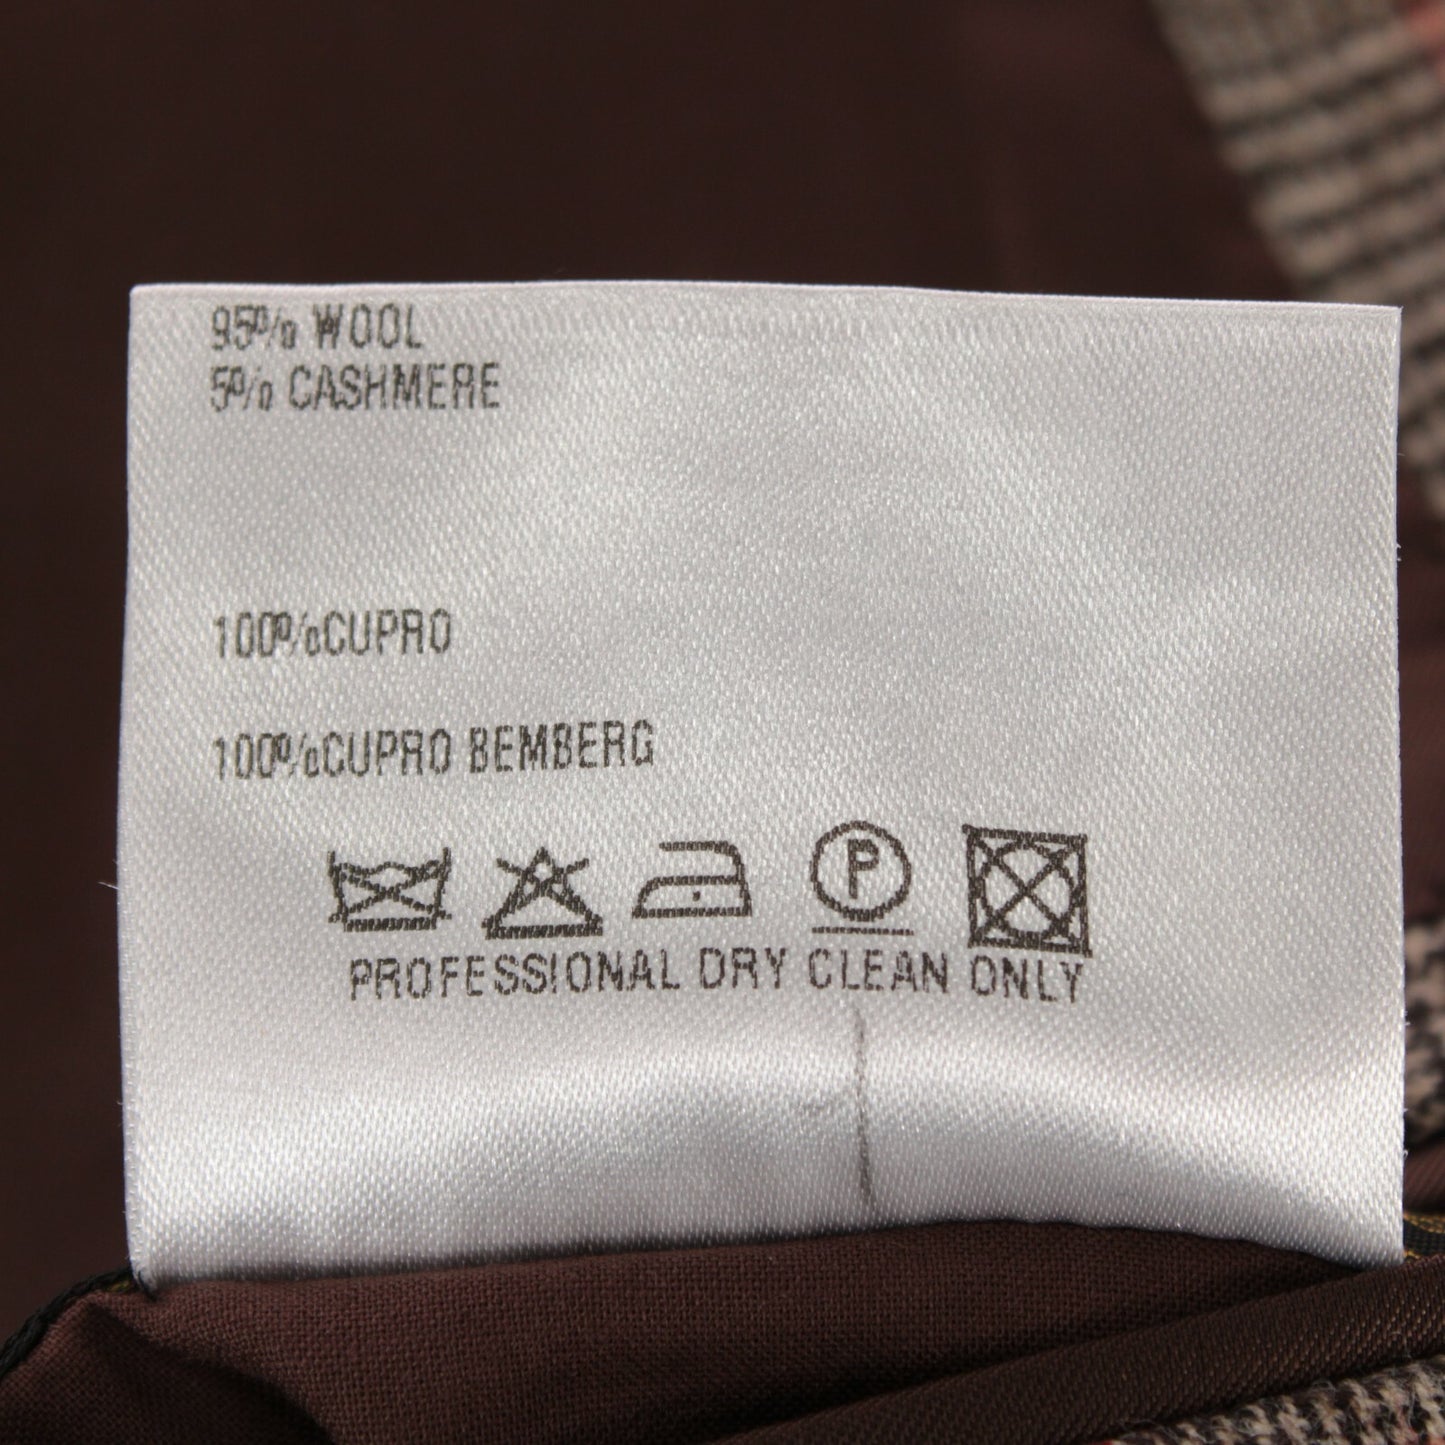 95% WOOL
5% CASHMERE
100%CUPRO
100%CUPRO BEMBERG
P
PROFESSIONAL DRY CLEAN ONLY